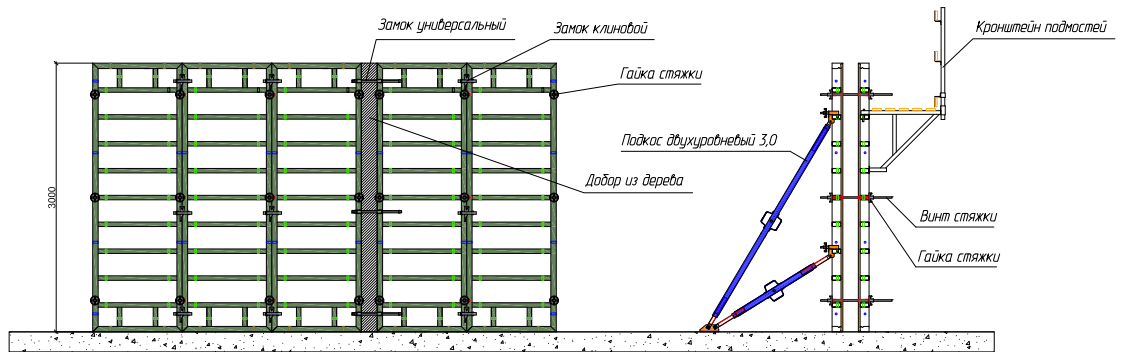 Замок универсальный
Замок клиновой
Гайка стяжки
Кронштейн подмостей
Подкос двухуровневый 3,0
Добор из дерева
3000
Винт стяжки
Гайка стяжки